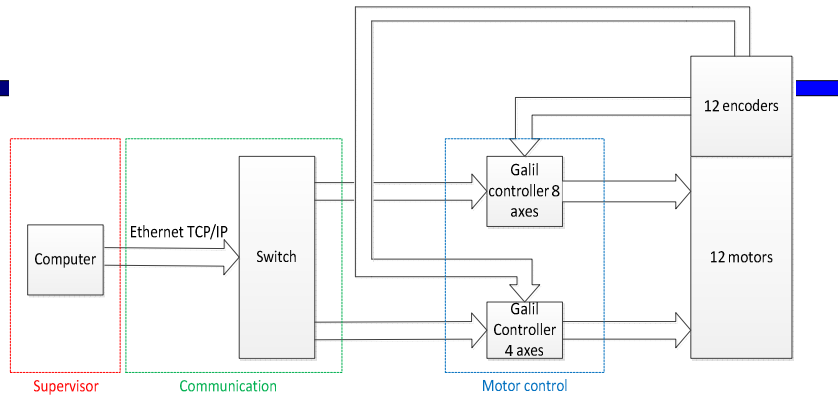 12 encoders
Galil
controller 8
axes
Ethernet TCP/IP
Computer
Switch
12 motors
Galil
Controller
4 axes
Supervisor
Communication
Motor control